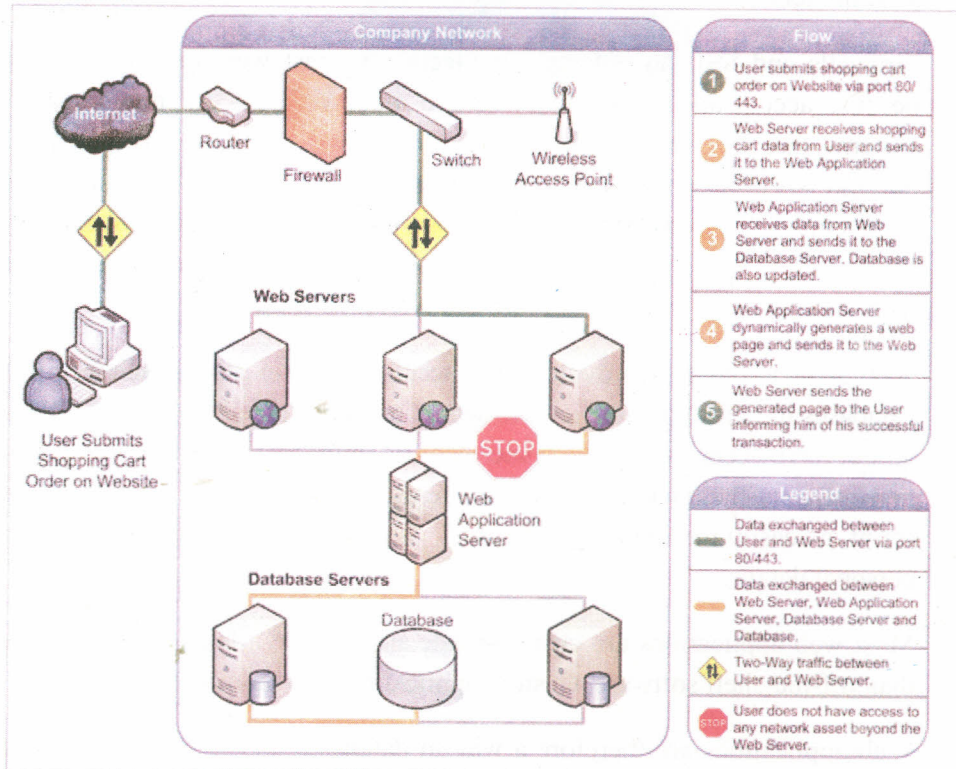 Company Network
Internet
Router
Firewall
Switch
Wireless
Access Point
Web Servers
User Submits
Shopping Cart
Order on Website
STOP
Web
Application
Server
Database Servers
Database
Flow
1
User submits shopping cart
order on Website via port 80/
443.
2
Web Server receives shopping
cart data from User and sends
it to the Web Application
Server.
3
Web Application Server
receives data from Web
Server and sends it to the
Database Server. Database is
also updated.
4
Web Application Server
dynamically generates a web
page and sends it to the Web
Server.
5
Web Server sends the
generated page to the User
informing him of his successful
transaction.
Legend
Data exchanged between
User and Web Server via port
80/443.
Data exchanged between
Web Server, Web Application
Server, Database Server and
Database.
Two-Way traffic between
User and Web Server.
STOP
User does not have access to
any network asset beyond the
Web Server.